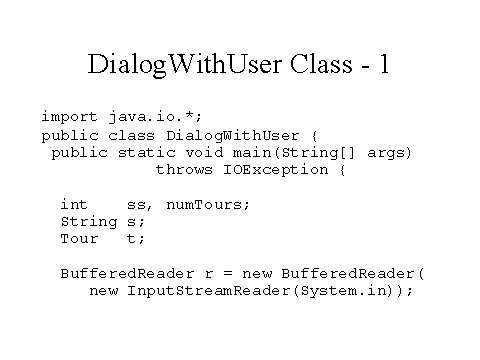 DialogWithUser Class - 1
import java.io.*;
public class DialogWithUser {
public static void main(String[] args)
throws IOException {
int ss, numTours;
String s;
Tour t;
BufferedReader r = new BufferedReader(
new InputStreamReader(System.in));